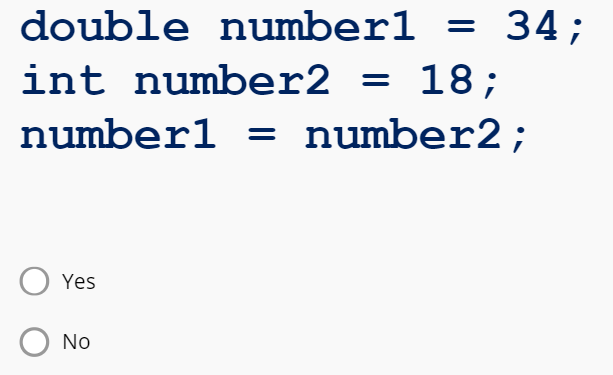 double number1 = 34;
int number2 = 18;
number1 = number2;
Yes
No